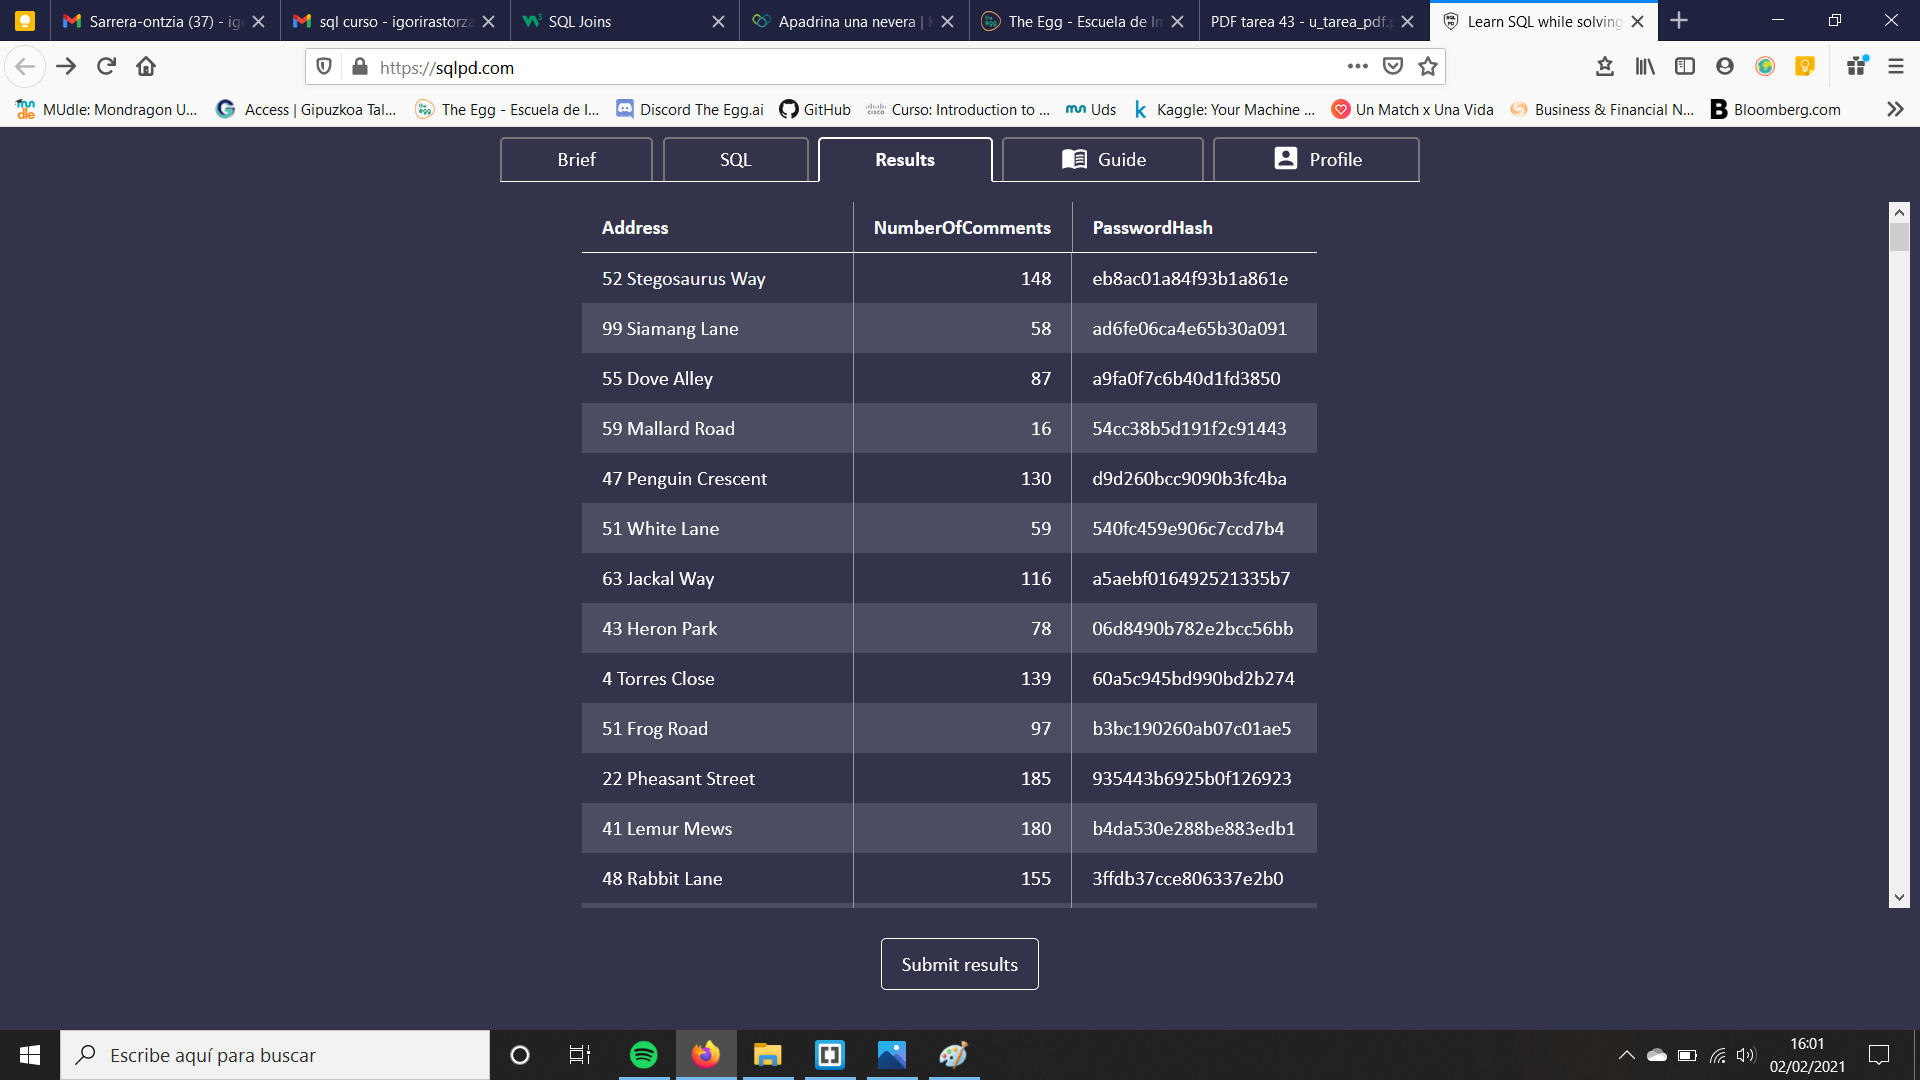 Sarrera-ontzia (37) - ig
sql curso - igorirastorza
SQL Joins
Apadrina una nevera |
The Egg - Escuela de In
PDF tarea 43 - u_tarea_pdf.p
Learn SQL while solving
https://sqlpd.com
MUdle: Mondragon U...
Access | Gipuzkoa Tal...
The Egg - Escuela de I...
Discord The Egg.ai
GitHub
Curso: Introduction to ...
Uds
Kaggle: Your Machine ...
Un Match x Una Vida
Business & Financial N...
Bloomberg.com
Brief
SQL
Results
Guide
Profile
Address NumberOfComments PasswordHash
52 Stegosaurus Way 148 eb8ac01a84f93b1a861e
99 Siamang Lane 58 ad6fe06ca4e65b30a091
55 Dove Alley 87 a9fa0f7c6b40d1fd3850
59 Mallard Road 16 54cc38b5d191f2c91443
47 Penguin Crescent 130 d9d260bcc9090b3fc4ba
51 White Lane 59 540fc459e906c7ccd7b4
63 Jackal Way 116 a5aebf016492521335b7
43 Heron Park 78 06d8490b782e2bcc56bb
4 Torres Close 139 60a5c945bd990bd2b274
51 Frog Road 97 b3bc190260ab07c01ae5
22 Pheasant Street 185 935443b6925b0f126923
41 Lemur Mews 180 b4da530e288be883edb1
48 Rabbit Lane 155 3ffdb37cce806337e2b0
Submit results
Escribe aquí para buscar
16:01
02/02/2021